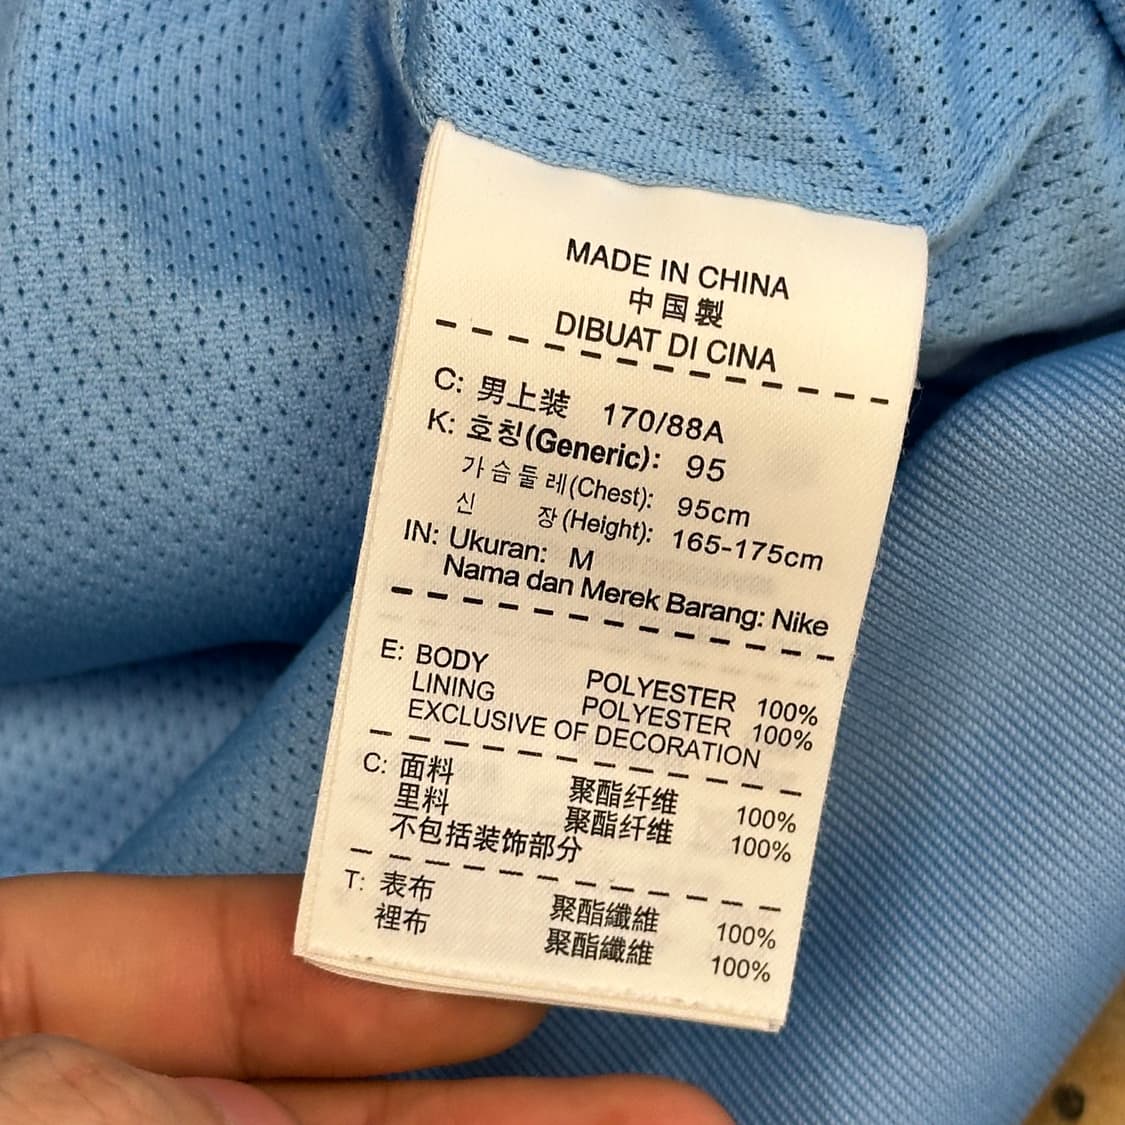 MADE IN CHINA
中国製
DIBUAT DI CINA
C: 男上装 170/88A
K: 호칭(Generic): 95
가슴둘레(Chest): 95cm
신 장(Height): 165-175cm
IN: Ukuran: M
Nama dan Merek Barang: Nike
E: BODY POLYESTER 100%
LINING POLYESTER 100%
EXCLUSIVE OF DECORATION
C: 面料 聚酯纤维 100%
里料 聚酯纤维 100%
不包括装饰部分
T: 表布 聚酯纖維 100%
裡布 聚酯纖維 100%